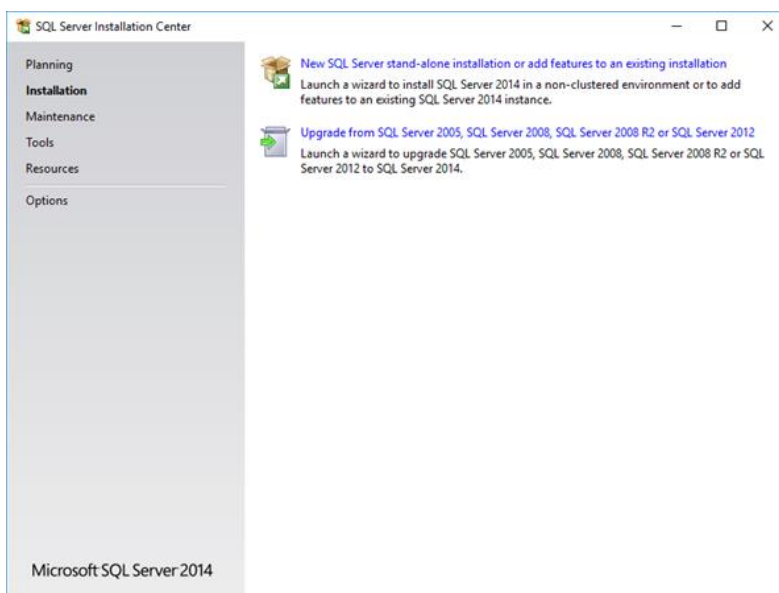 SQL Server Installation Center
Planning
Installation
Maintenance
Tools
Resources
Options
New SQL Server stand-alone installation or add features to an existing installation
Launch a wizard to install SQL Server 2014 in a non-clustered environment or to add
features to an existing SQL Server 2014 instance.
Upgrade from SQL Server 2005, SQL Server 2008, SQL Server 2008 R2 or SQL Server 2012
Launch a wizard to upgrade SQL Server 2005, SQL Server 2008, SQL Server 2008 R2 or SQL
Server 2012 to SQL Server 2014.
Microsoft SQL Server 2014